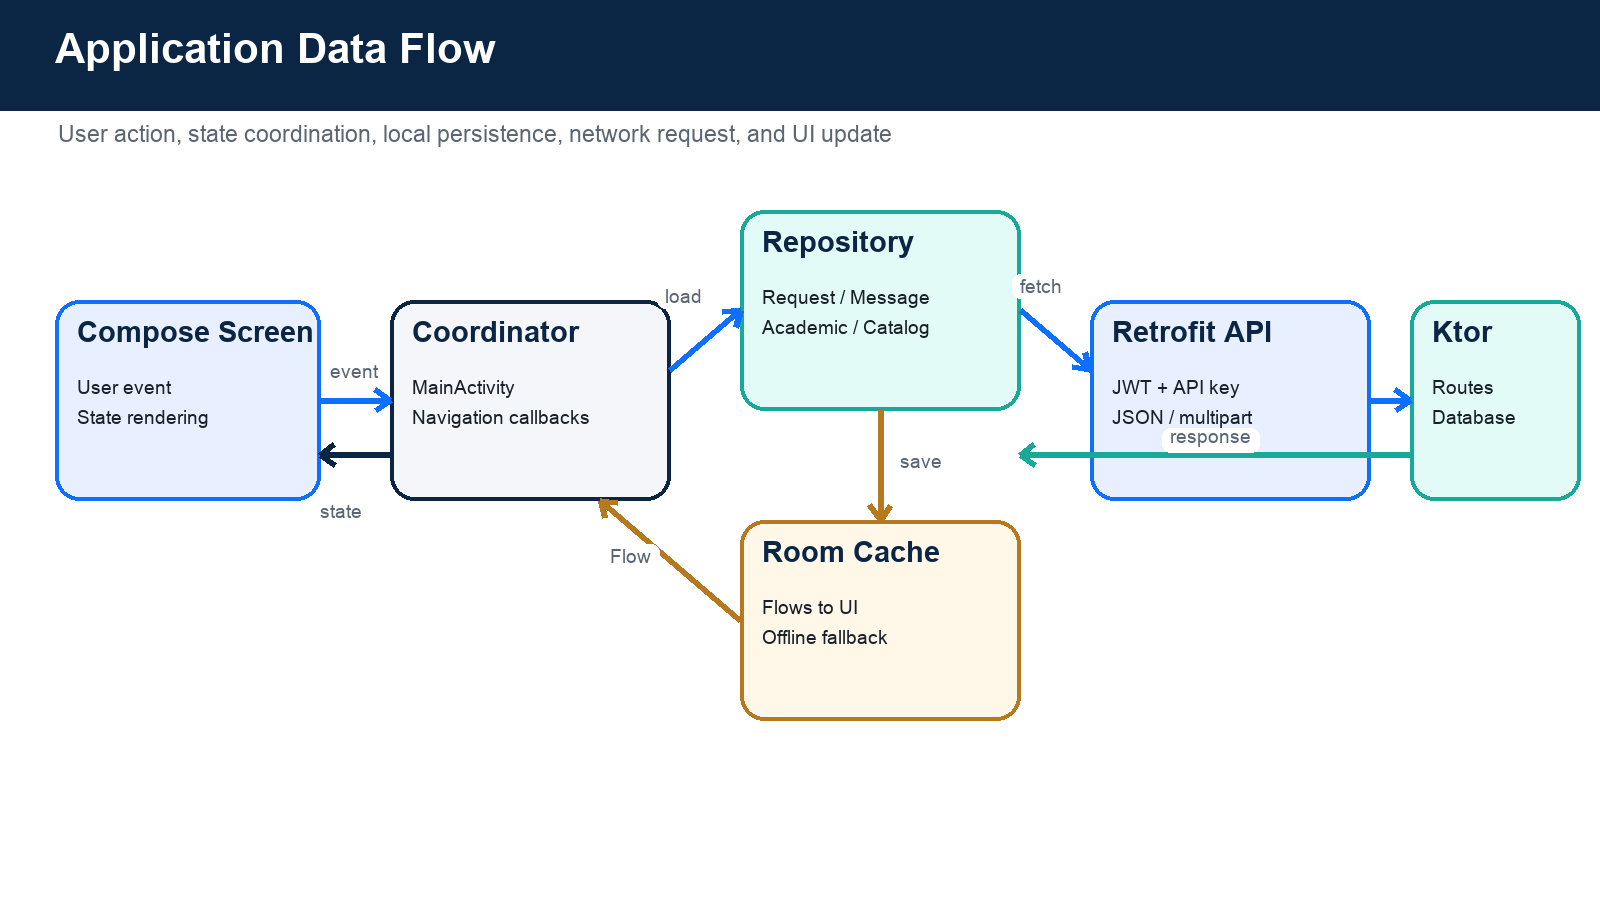 Application Data Flow
User action, state coordination, local persistence, network request, and UI update
Compose Screen
User event
State rendering
event
state
Coordinator
MainActivity
Navigation callbacks
load
Flow
Repository
Request / Message
Academic / Catalog
save
Room Cache
Flows to UI
Offline fallback
fetch
Retrofit API
JWT + API key
JSON / multipart
response
Ktor
Routes
Database